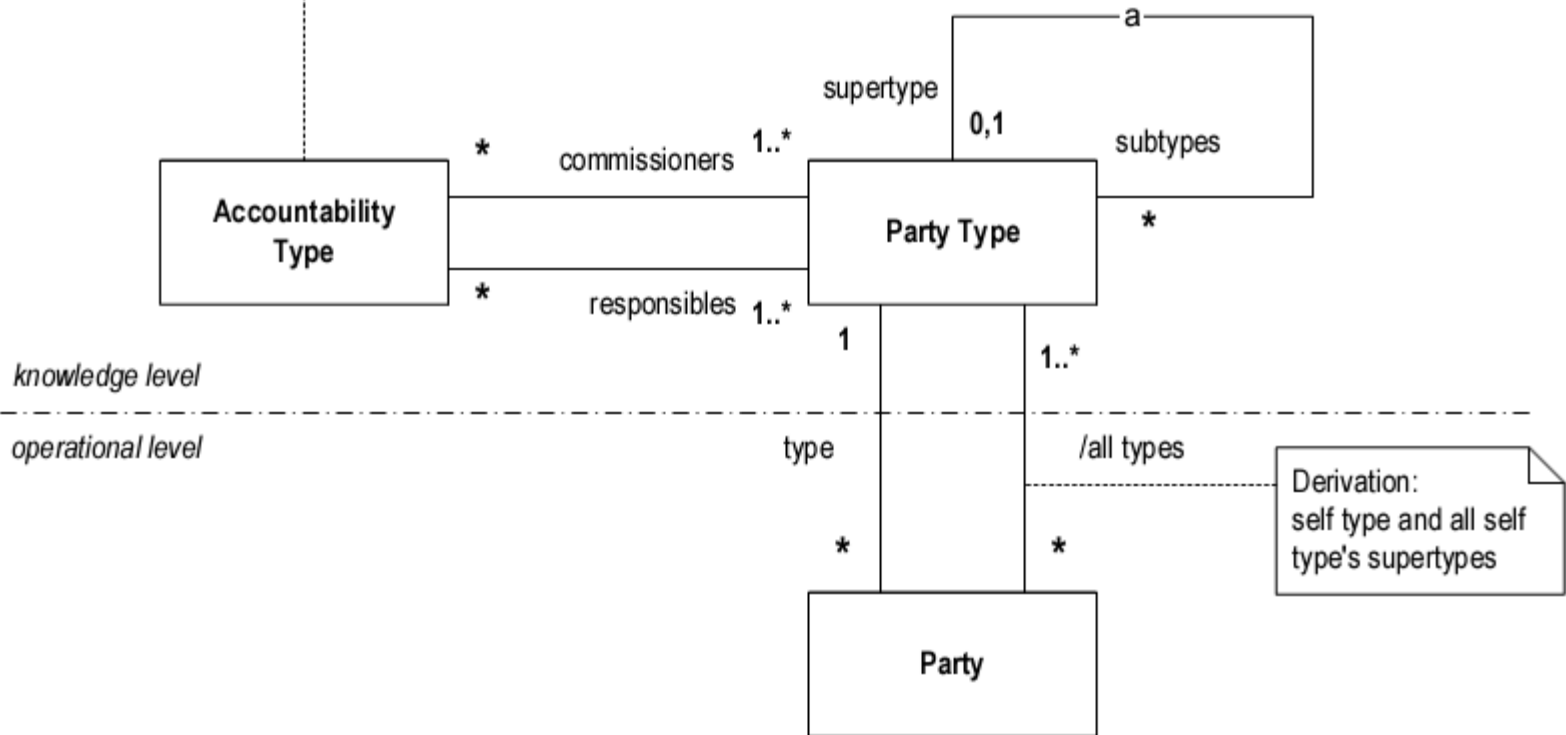 a
supertype
0,1
subtypes
*
1..*
commissioners
*
Accountability
Type
Party Type
*
responsibles
1..*
1
1..*
knowledge level
operational level
type
/all types
Derivation:
self type and all self
type's supertypes
*
*
Party